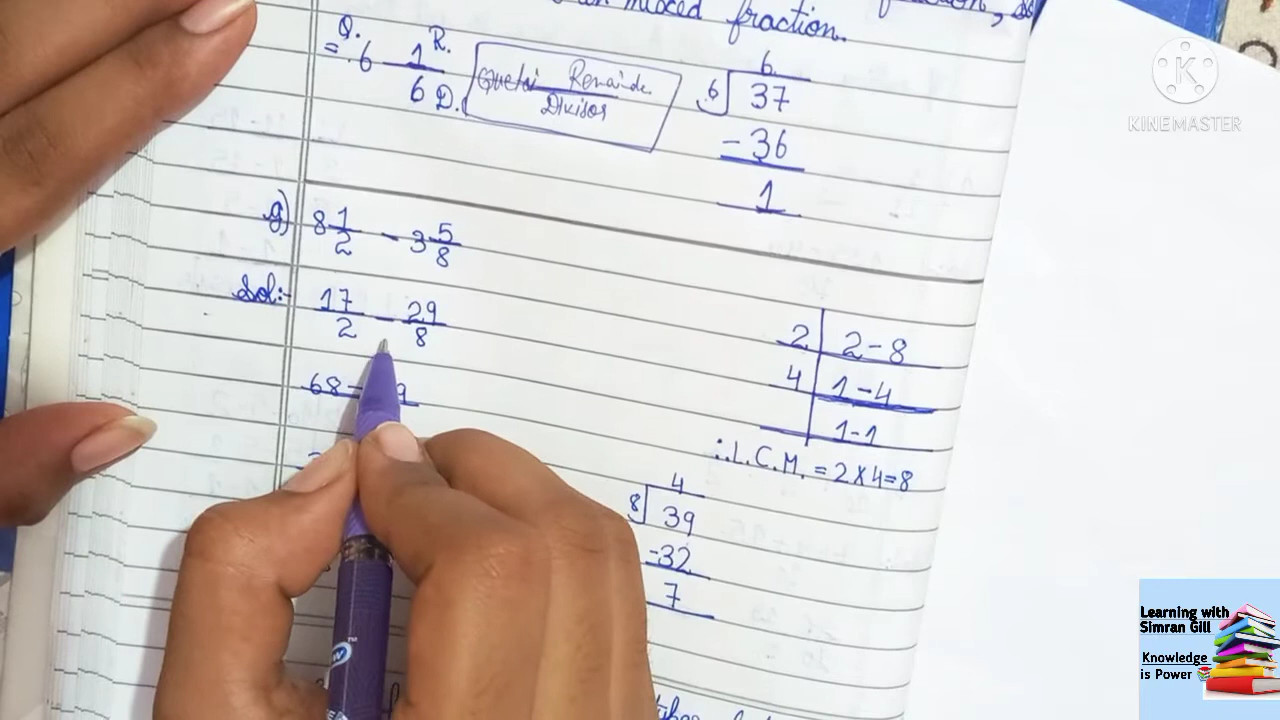 mixed fraction.
Q. R.
= 6 1/6 D.
Remainder
Divisor
6
6 37
- 36
1
g) 8 1/2 - 3 5/8
Sol:- 17/2 - 29/8
68 -
2 2 - 8
4 1 - 4
1 - 1
∴ L.C.M. = 2 X 4 = 8
4
8 39
-32
7
K
KINEMASTER
Learning with
Simran Gill
Knowledge
is Power